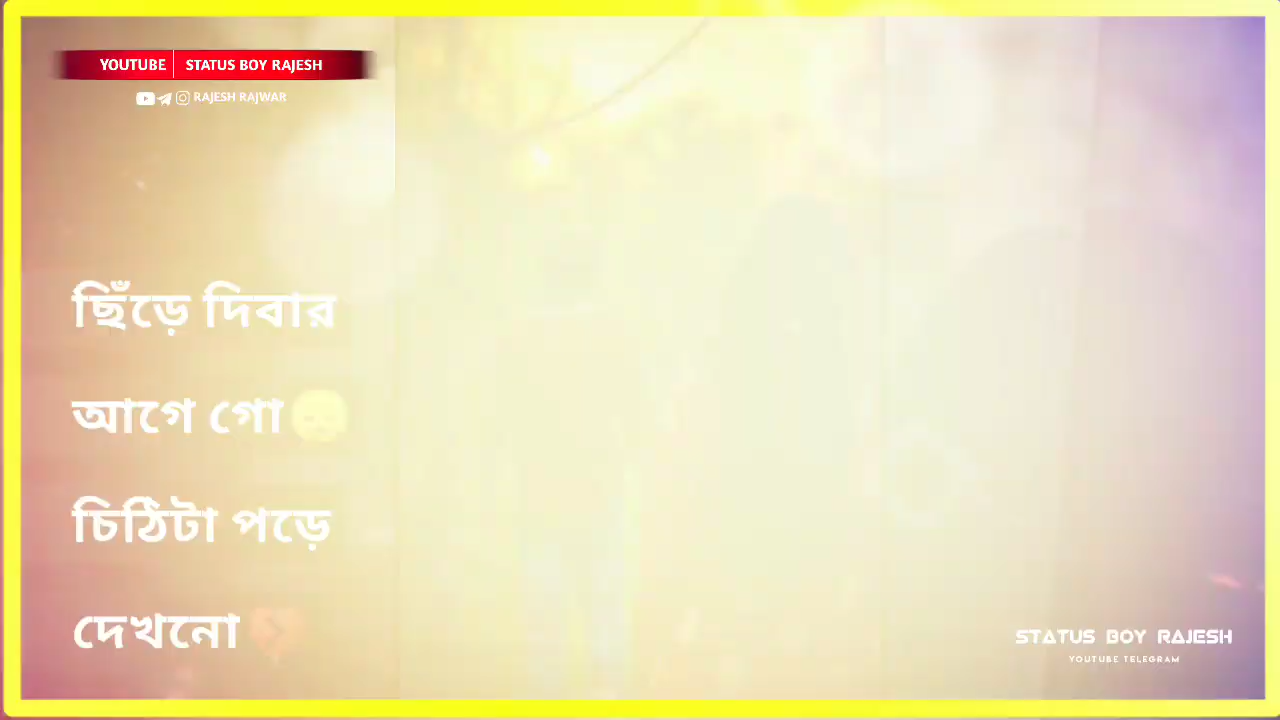 YOUTUBE STATUS BOY RAJESH
RAJESH RAJWAR
ছিঁড়ে দিবার
আগে গো😞
চিঠিটা পড়ে
দেখনো💔
STATUS BOY RAJESH
YOUTUBE TELEGRAM